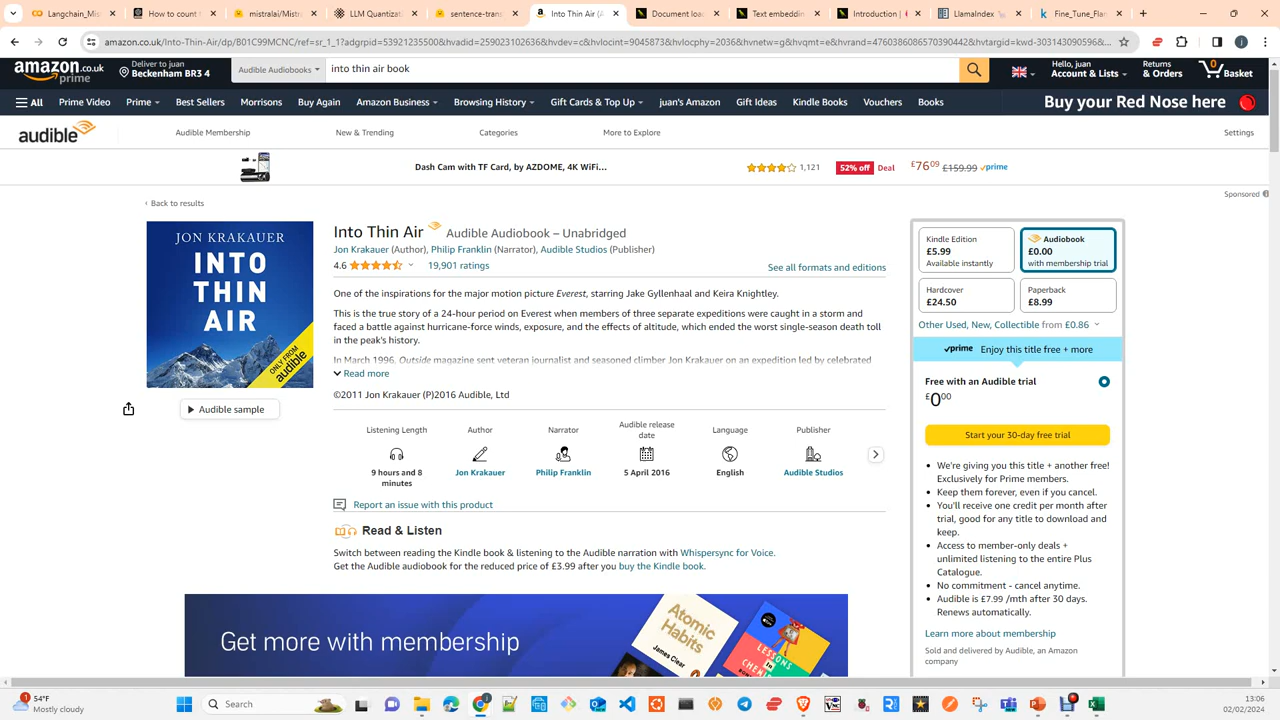 Langchain_Mis
How to count
mistralai/Mistr
LLM Quantizati
sentence-trans
Into Thin Air (A
Document load
Text embeddin
Introduction |
LlamaIndex
Fine_Tune_Fla
amazon.co.uk/Into-Thin-Air/dp/B01C99MCNC/ref=sr_1_1?adgrpid=53921235500&hvadid=259023102636&hvdev=c&hvlocint=9045873&hvlocphy=2036&hvnetw=g&hvqmt=e&hvrand=4760386086570390442&hvtargid=kwd-303143090596&...
amazon.co.uk
prime
Deliver to juan
Beckenham BR3 4
Audible Audiobooks
into thin air book
Hello, juan
Account & Lists
Returns
& Orders
0
Basket
All
Prime Video
Prime
Best Sellers
Morrisons
Buy Again
Amazon Business
Browsing History
Gift Cards & Top Up
juan's Amazon
Gift Ideas
Kindle Books
Vouchers
Books
Buy your Red Nose here
audible
Audible Membership
New & Trending
Categories
More to Explore
Settings
Dash Cam with TF Card, by AZDOME, 4K WiFi...
1,121
52% off
Deal
£7609
£159.99
prime
Sponsored
‹ Back to results
JON KRAKAUER
INTO
THIN
AIR
ONLY FROM
audible
Audible sample
Into Thin Air Audible Audiobook – Unabridged
Jon Krakauer (Author), Philip Franklin (Narrator), Audible Studios (Publisher)
4.6
19,901 ratings
See all formats and editions
One of the inspirations for the major motion picture Everest, starring Jake Gyllenhaal and Keira Knightley.
This is the true story of a 24-hour period on Everest when members of three separate expeditions were caught in a storm and
faced a battle against hurricane-force winds, exposure, and the effects of altitude, which ended the worst single-season death toll
in the peak's history.
In March 1996, Outside magazine sent veteran journalist and seasoned climber Jon Krakauer on an expedition led by celebrated
Read more
©2011 Jon Krakauer (P)2016 Audible, Ltd
Listening Length
9 hours and 8
minutes
Author
Jon Krakauer
Narrator
Philip Franklin
Audible release
date
5 April 2016
Language
English
Publisher
Audible Studios
Report an issue with this product
Read & Listen
Switch between reading the Kindle book & listening to the Audible narration with Whispersync for Voice.
Get the Audible audiobook for the reduced price of £3.99 after you buy the Kindle book.
Get more with membership
Atomic
Habits
James Clear
LESSONS
in
CHEM
Kindle Edition
£5.99
Available instantly
Audiobook
£0.00
with membership trial
Hardcover
£24.50
Paperback
£8.99
Other Used, New, Collectible from £0.86
prime Enjoy this title free + more
Free with an Audible trial
£000
Start your 30-day free trial
We're giving you this title + another free!
Exclusively for Prime members.
Keep them forever, even if you cancel.
You'll receive one credit per month after
trial, good for any title to download and
keep.
Access to member-only deals +
unlimited listening to the entire Plus
Catalogue.
No commitment - cancel anytime.
Audible is £7.99 /mth after 30 days.
Renews automatically.
Learn more about membership
Sold and delivered by Audible, an Amazon
company
1
54°F
Mostly cloudy
Search
13:06
02/02/2024